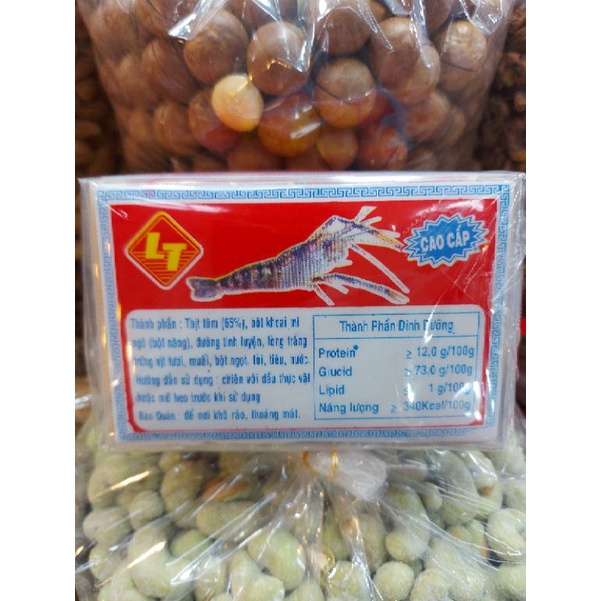 LT
CAO CẤP
Thành phần : Thịt tôm (65%), bột khoai mì
ngũ (bột năng), đường tinh luyện, lòng trắng
trứng vịt tươi, muối, bột ngọt, tỏi, tiêu, nước.
Hướng dẫn sử dụng : chiên với dầu thực vật
hoặc mỡ heo trước khi sử dụng
Bảo Quản : để nơi khô ráo, thoáng mát.
Thành Phần Dinh Dưỡng
Protein ≥ 12,0 g/100g
Glucid ≥ 73,0 g/100g
Lipid ≥ 1 g/100g
Năng lượng ≥ 340Kcal/100g